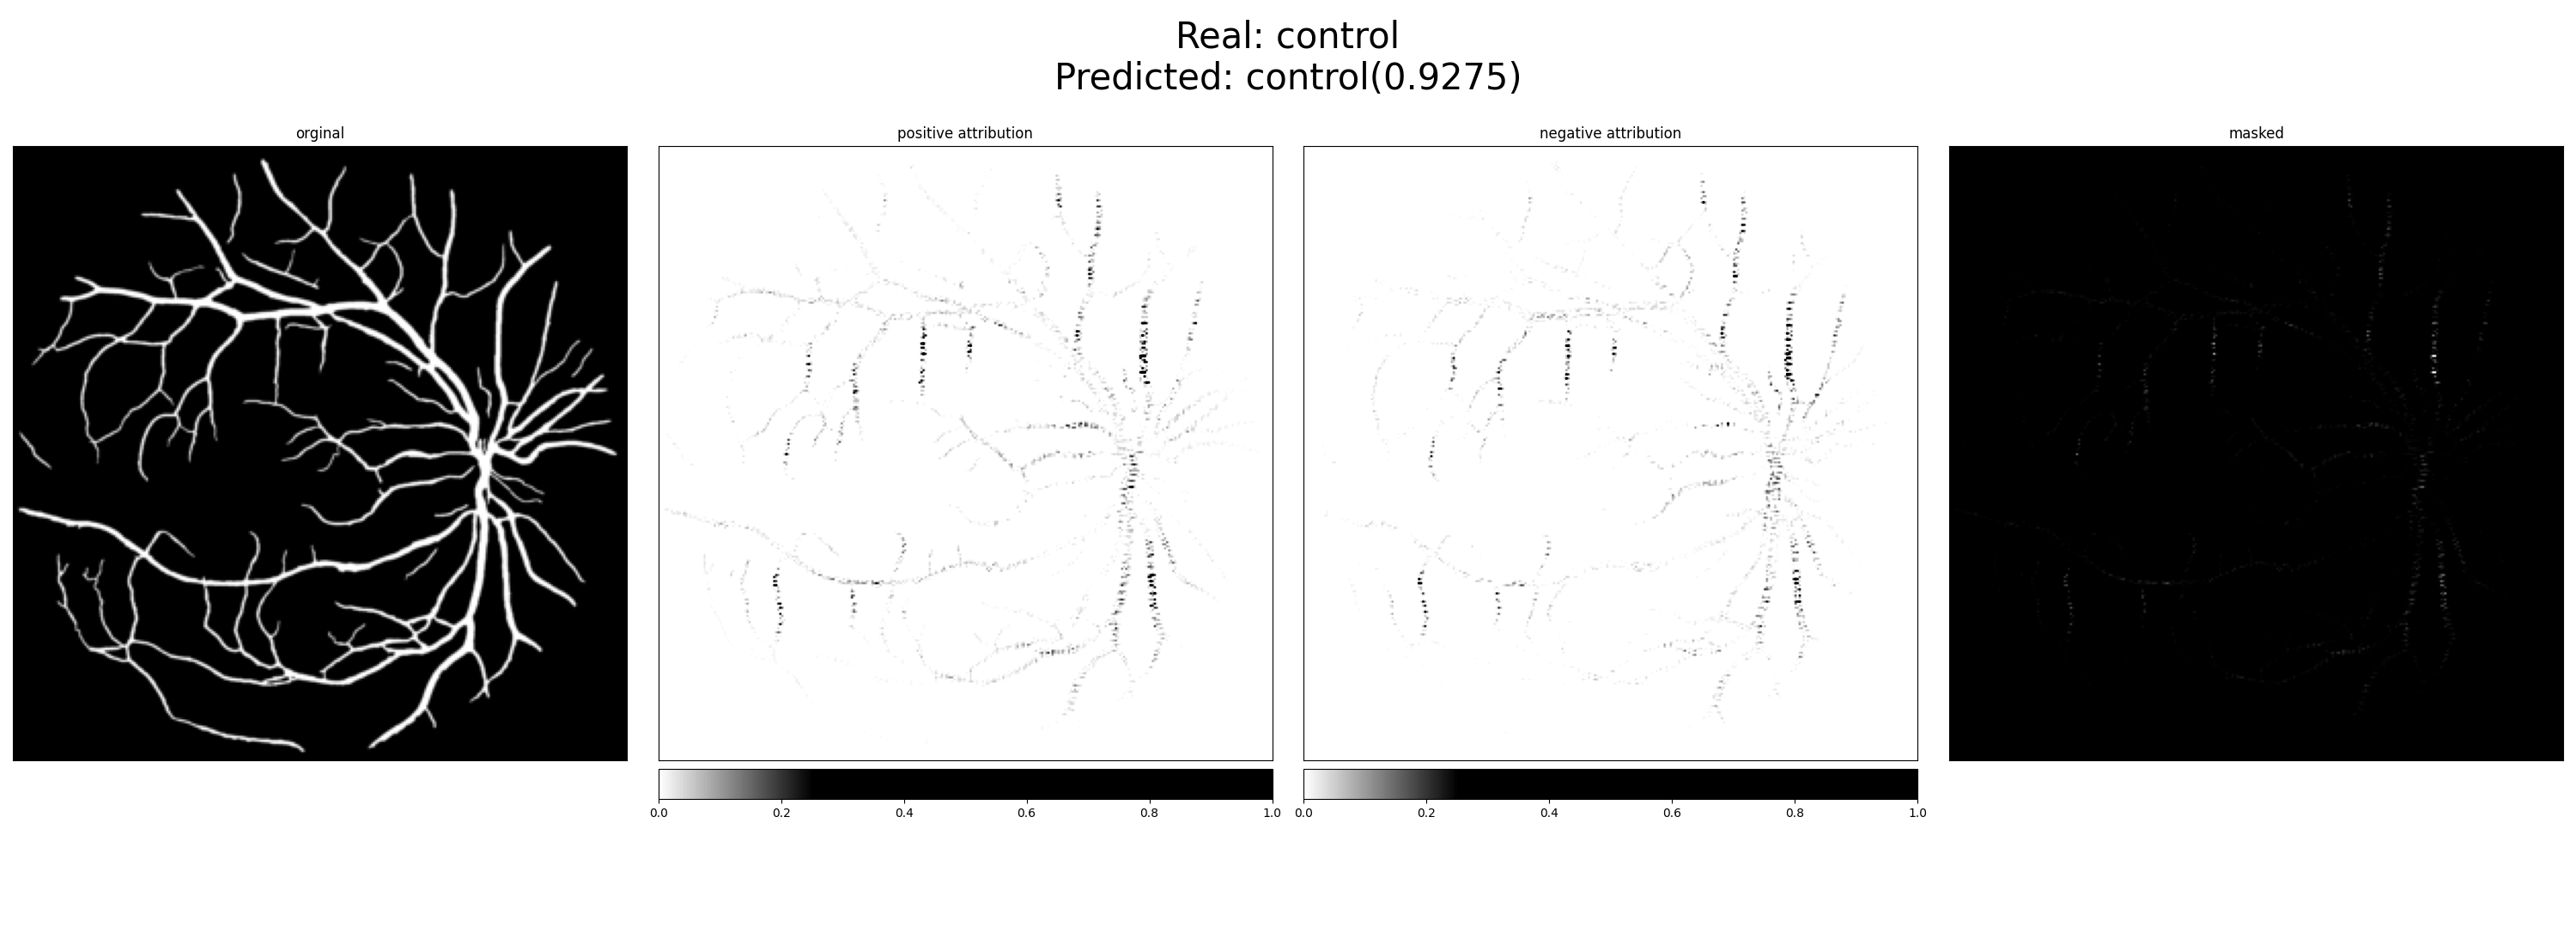 Real: control
Predicted: control(0.9275)
orginal
positive attribution
negative attribution
masked
0.0 0.2 0.4 0.6 0.8 1.0
0.0 0.2 0.4 0.6 0.8 1.0